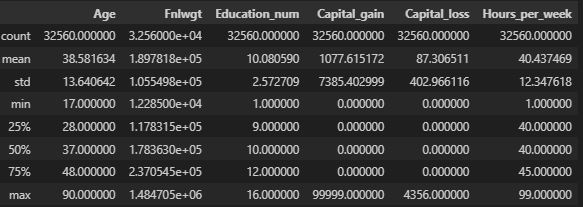 Age Fnlwgt Education_num Capital_gain Capital_loss Hours_per_week
count 32560.000000 3.256000e+04 32560.000000 32560.000000 32560.000000 32560.000000
mean 38.581634 1.897818e+05 10.080590 1077.615172 87.306511 40.437469
std 13.640642 1.055498e+05 2.572709 7385.402999 402.966116 12.347618
min 17.000000 1.228500e+04 1.000000 0.000000 0.000000 1.000000
25% 28.000000 1.178315e+05 9.000000 0.000000 0.000000 40.000000
50% 37.000000 1.783630e+05 10.000000 0.000000 0.000000 40.000000
75% 48.000000 2.370545e+05 12.000000 0.000000 0.000000 45.000000
max 90.000000 1.484705e+06 16.000000 99999.000000 4356.000000 99.000000